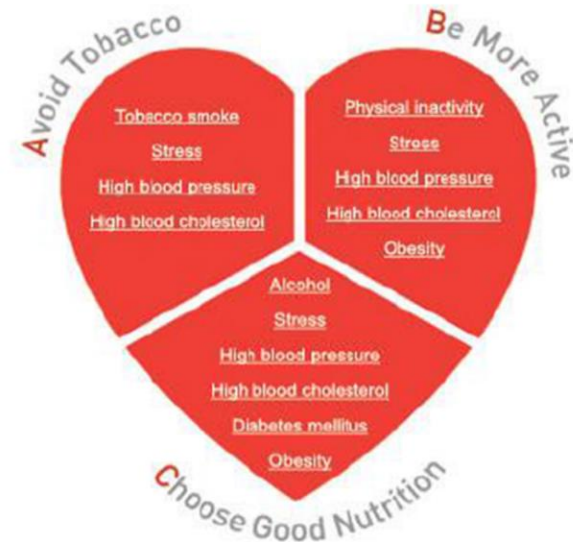 Avoid Tobacco
Tobacco smoke
Stress
High blood pressure
High blood cholesterol
Be More Active
Physical inactivity
Stress
High blood pressure
High blood cholesterol
Obesity
Alcohol
Stress
High blood pressure
High blood cholesterol
Diabetes mellitus
Obesity
Choose Good Nutrition